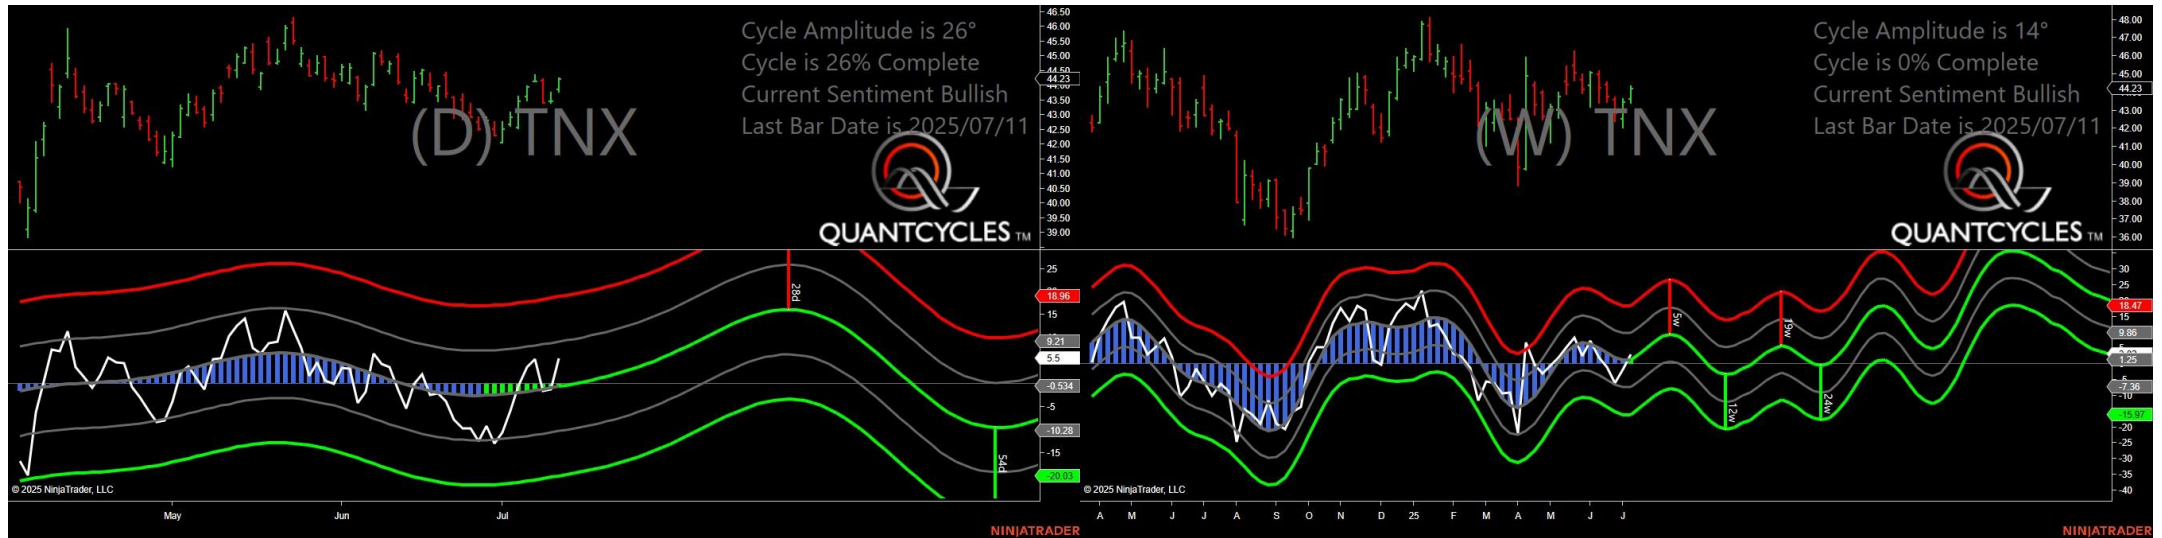 Cycle Amplitude is 26°
Cycle is 26% Complete
Current Sentiment Bullish
Last Bar Date is 2025/07/11
(D) TNX
QUANTCYCLES TM
46.50
46.00
45.50
45.00
44.50
44.23
43.50
43.00
42.50
42.00
41.50
41.00
40.50
40.00
39.50
39.00
28d
54d
25
18.96
15
9.21
5.5
-0.534
-5
-10.28
-15
-20.03
© 2025 NinjaTrader, LLC
May Jun Jul
NINJATRADER
Cycle Amplitude is 14°
Cycle is 0% Complete
Current Sentiment Bullish
Last Bar Date is 2025/07/11
(W) TNX
QUANTCYCLES TM
48.00
47.00
46.00
45.00
44.23
43.00
42.00
41.00
40.00
39.00
38.00
37.00
36.00
5w
19w
12w
24w
30
25
18.47
15
9.86
1.25
-7.36
-10
-15.97
-20
-25
-30
-35
-40
© 2025 NinjaTrader, LLC
A M J J A S O N D 25 F M A M J J
NINJATRADER